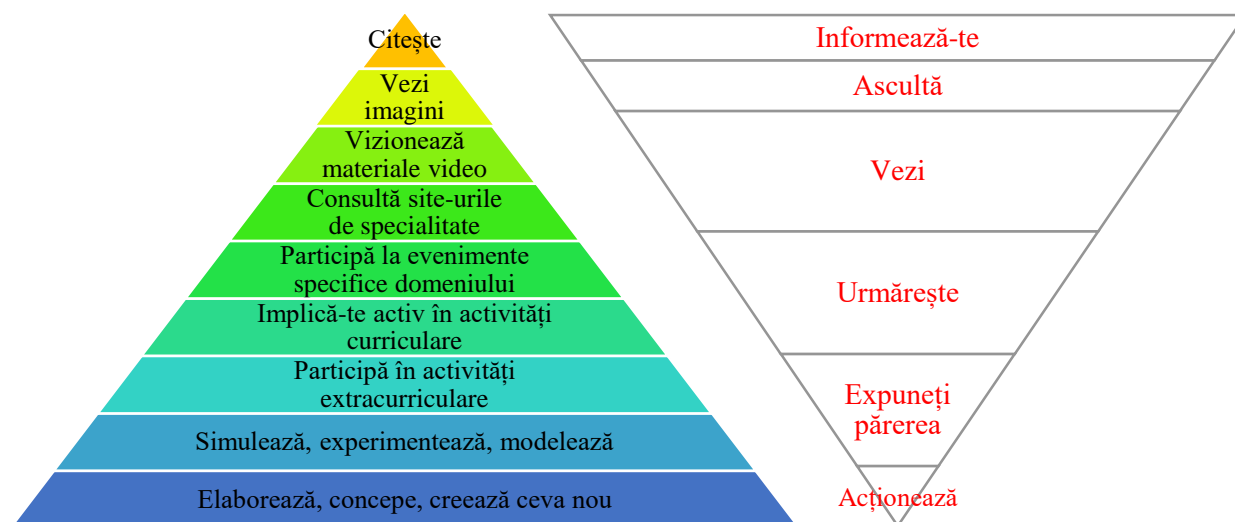 Citește
Vezi
imagini
Vizionează
materiale video
Consultă site-urile
de specialitate
Participă la evenimente
specifice domeniului
Implică-te activ în activități
curriculare
Participă în activități
extracurriculare
Simulează, experimentează, modelează
Elaborează, concepe, creează ceva nou
Informează-te
Ascultă
Vezi
Urmărește
Expuneți
părerea
Acționează